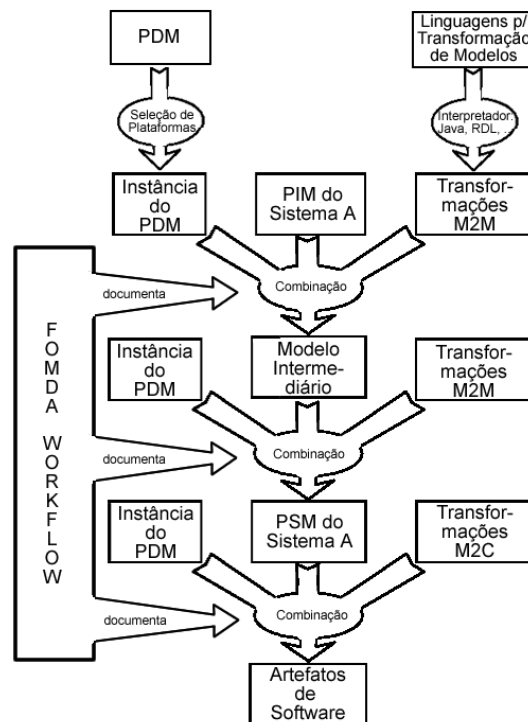 PDM
Linguagens p/
Transformação
de Modelos
Seleção de
Plataformas
Interpretador:
Java, RDL, ...
Instância
do
PDM
PIM do
Sistema A
Transfor-
mações
M2M
Combinação
documenta
Instância
do
PDM
Modelo
Interme-
diário
Transfor-
mações
M2M
FOMDA WORKFLOW
Combinação
documenta
Instância
do
PDM
PSM do
Sistema A
Transfor-
mações
M2C
Combinação
documenta
Artefatos
de
Software